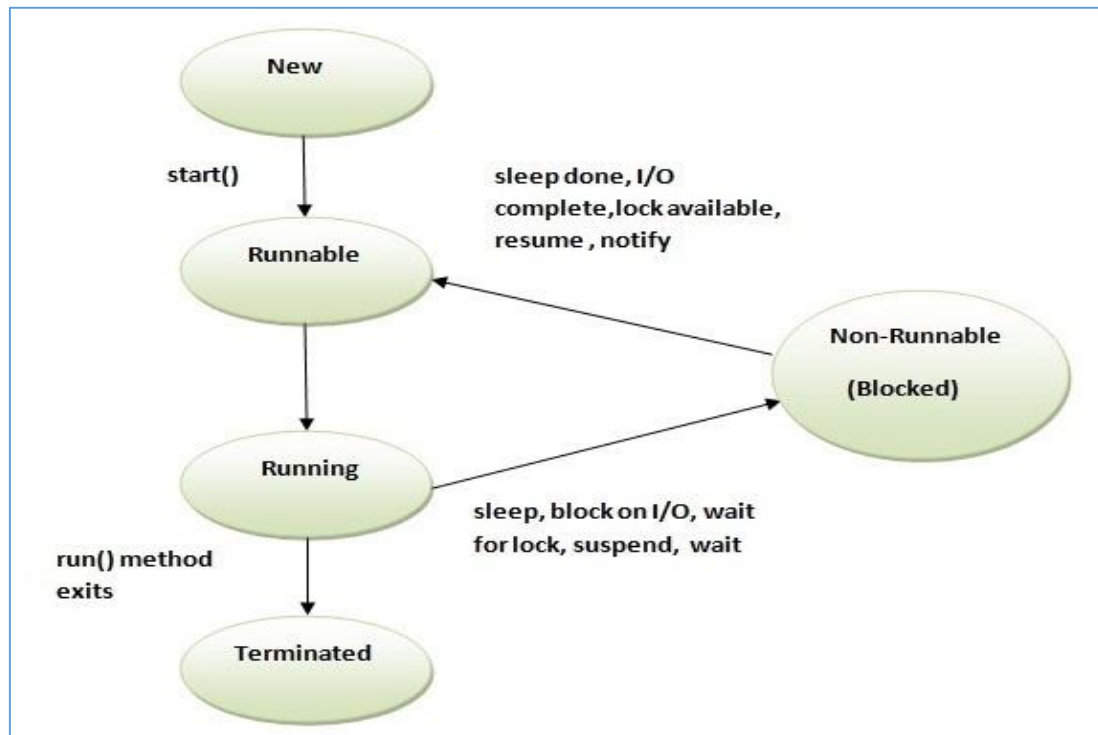 New
start()
sleep done, I/O
complete,lock available,
resume , notify
Runnable
Non-Runnable
(Blocked)
Running
sleep, block on I/O, wait
for lock, suspend, wait
run() method
exits
Terminated